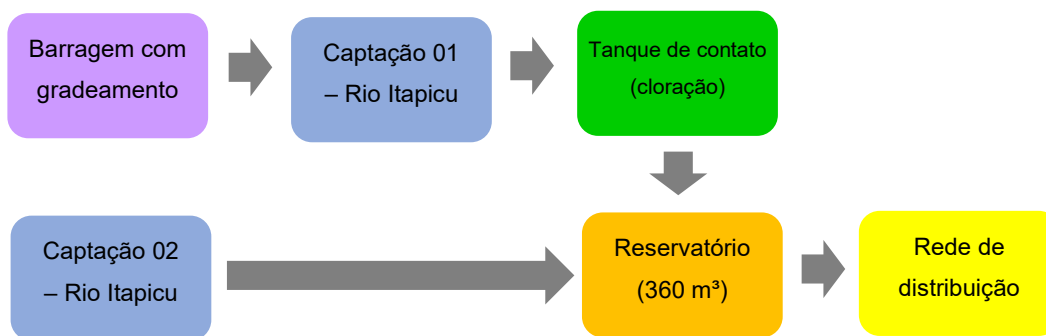 Barragem com
gradeamento
Captação 01
– Rio Itapicu
Tanque de contato
(cloração)
Captação 02
– Rio Itapicu
Reservatório
(360 m³)
Rede de
distribuição